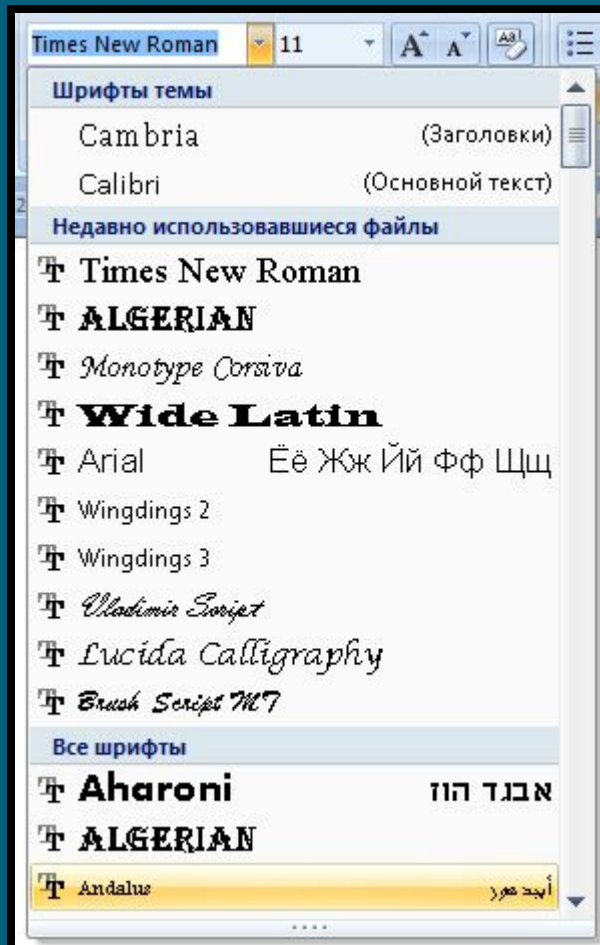 Times New Roman 11 A A Aa
Шрифты темы
Cambria (Заголовки)
Calibri (Основной текст)
Недавно использовавшиеся файлы
Times New Roman
ALGERIAN
Monotype Corsiva
Wide Latin
Arial Ёё Жж Йй Фф Щщ
Wingdings 2
Wingdings 3
Vladimir Script
Lucida Calligraphy
Brush Script MT
Все шрифты
Aharoni אבגד הוז
ALGERIAN
Andalus أبجد هوز